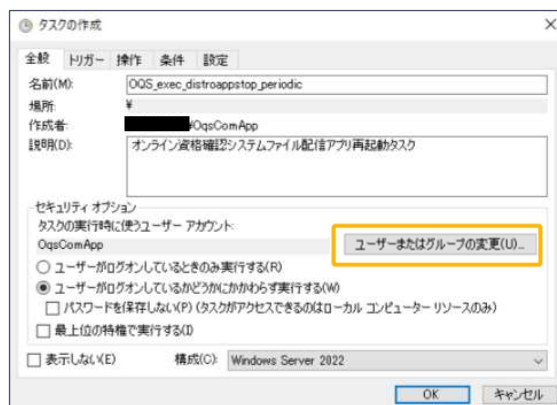 タスクの作成
全般 トリガー 操作 条件 設定
名前(M): OQS_exec_distroappstop_periodic
場所: ¥
作成者: ¥OqsComApp
説明(D): オンライン資格確認システムファイル配信アプリ再起動タスク
セキュリティ オプション
タスクの実行時に使うユーザー アカウント:
OqsComApp ユーザーまたはグループの変更(U)...
ユーザーがログオンしているときのみ実行する(R)
ユーザーがログオンしているかどうかにかかわらず実行する(W)
パスワードを保存しない(P) (タスクがアクセスできるのはローカル コンピューター リソースのみ)
最上位の特権で実行する(I)
表示しない(E) 構成(C): Windows Server 2022
OK キャンセル